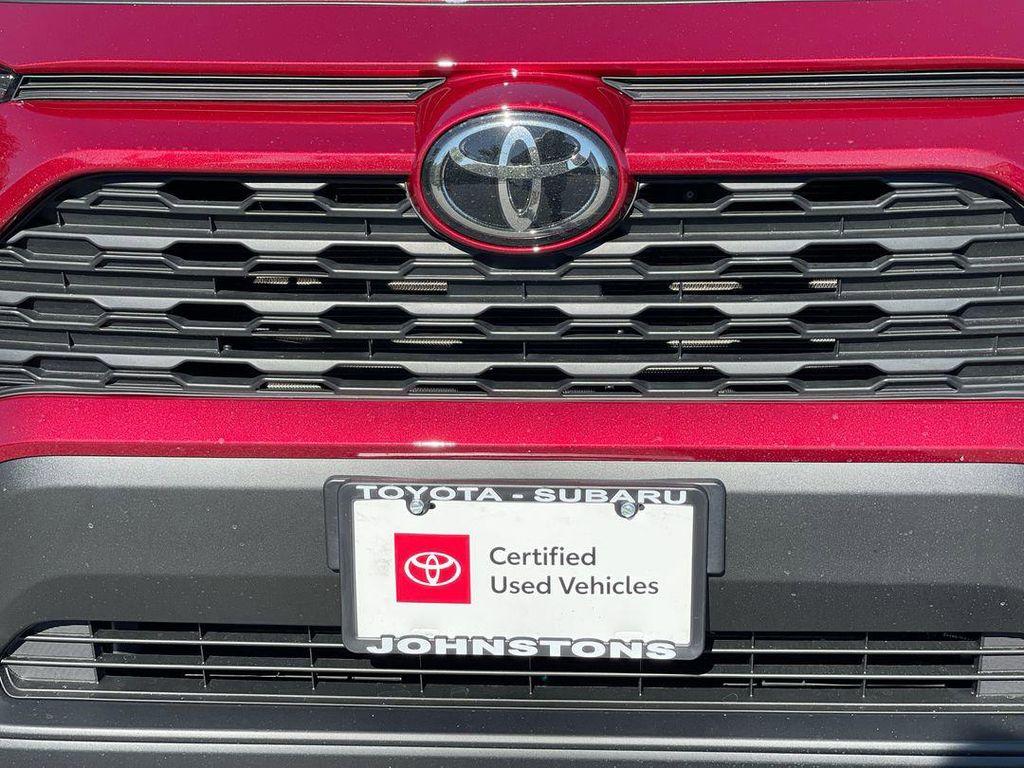 TOYOTA - SUBARU
Certified
Used Vehicles
JOHNSTONS